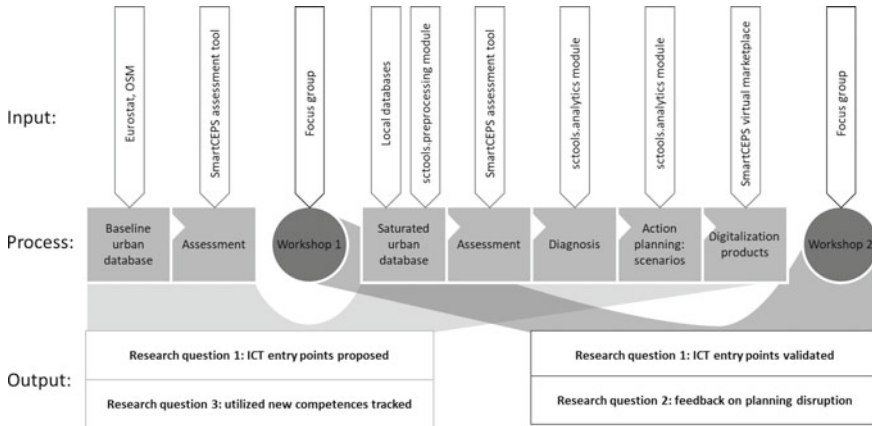 Input:
Eurostat, OSM
SmartCEPS assessment tool
Focus group
Local databases
sctools.preprocessing module
SmartCEPS assessment tool
sctools.analytics module
sctools.analytics module
SmartCEPS virtual marketplace
Focus group
Process:
Baseline
urban
database
Assessment
Workshop 1
Saturated
urban
database
Assessment
Diagnosis
Action
planning:
scenarios
Digitalization
products
Workshop 2
Output:
Research question 1: ICT entry points proposed
Research question 3: utilized new competences tracked
Research question 1: ICT entry points validated
Research question 2: feedback on planning disruption